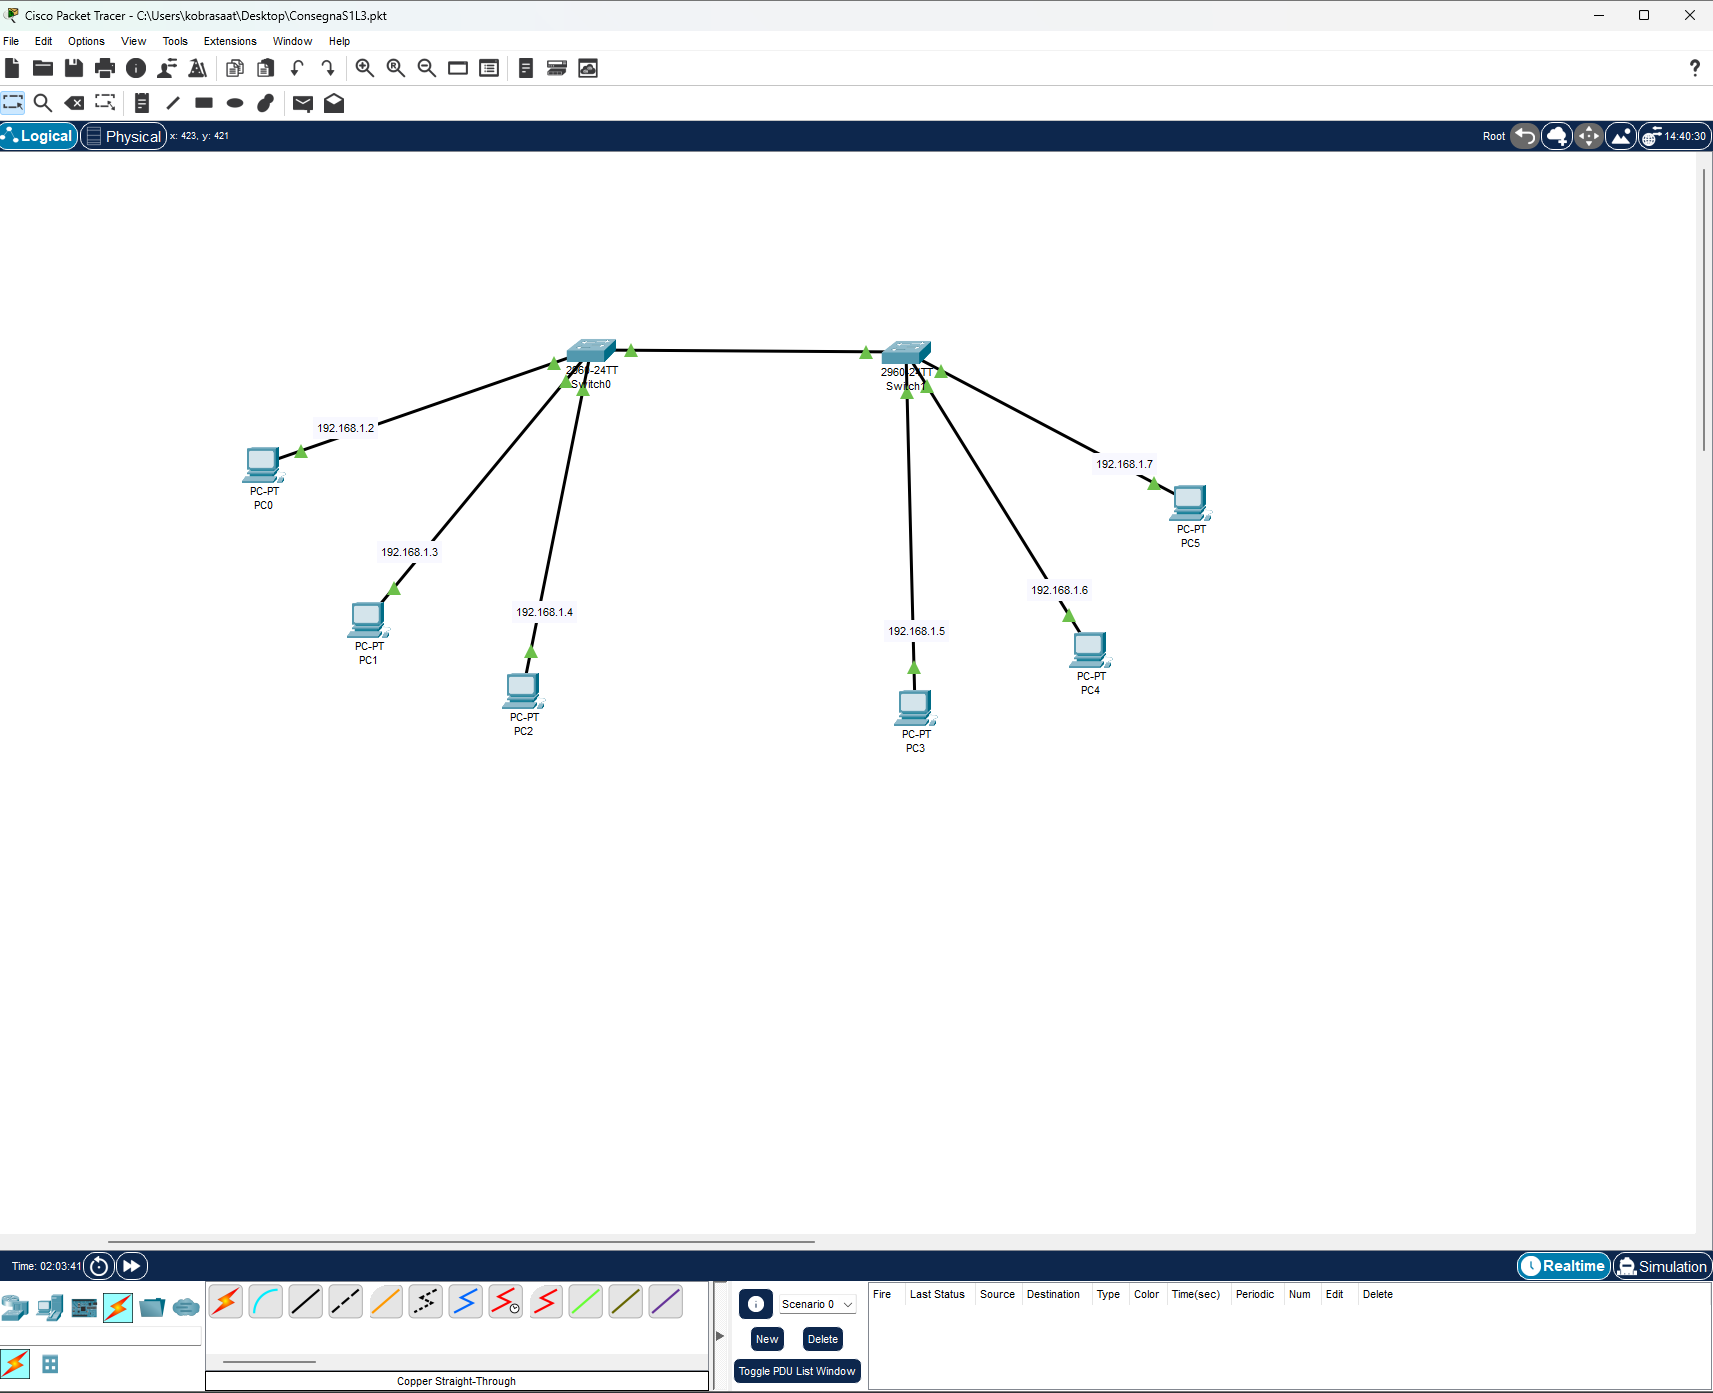 Cisco Packet Tracer - C:\Users\kobrasaat\Desktop\ConsegnaS1L3.pkt
File Edit Options View Tools Extensions Window Help
?
Logical Physical x: 423, y: 421 Root 14:40:30
2960-24TT
Switch0
2960-24TT
Switch1
192.168.1.2
PC-PT
PC0
192.168.1.7
PC-PT
PC5
192.168.1.3
PC-PT
PC1
192.168.1.6
PC-PT
PC4
192.168.1.4
PC-PT
PC2
192.168.1.5
PC-PT
PC3
Time: 02:03:41 Realtime Simulation
Scenario 0
New Delete
Toggle PDU List Window
Fire Last Status Source Destination Type Color Time(sec) Periodic Num Edit Delete
Copper Straight-Through